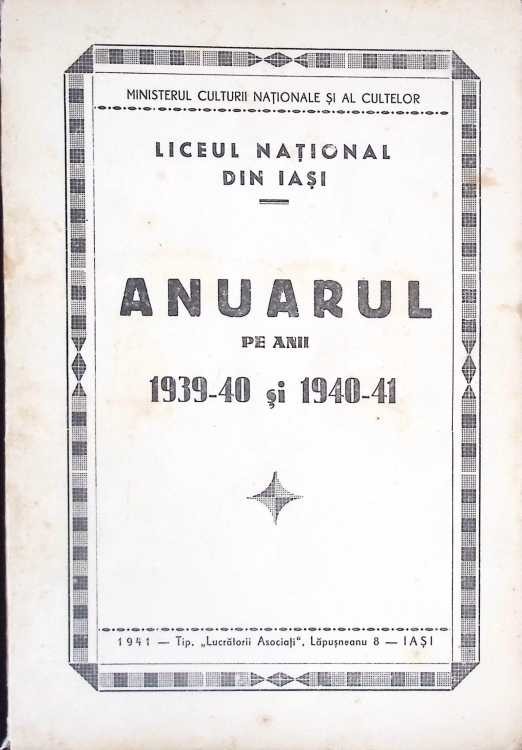 MINISTERUL CULTURII NAȚIONALE ȘI AL CULTELOR
LICEUL NAȚIONAL
DIN IAȘI
ANUARUL
PE ANII
1939-40 și 1940-41
1941 — Tip. „Lucrătorii Asociați“, Lăpușneanu 8 — IAȘI